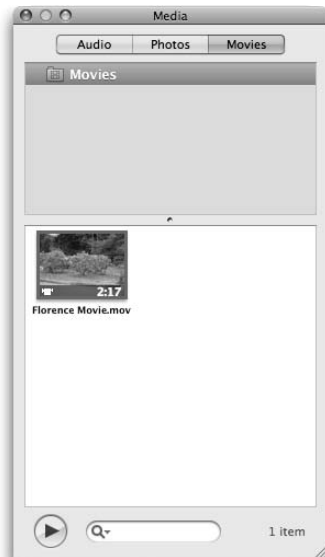 Media
Audio Photos Movies
Movies
2:17
Florence Movie.mov
1 item